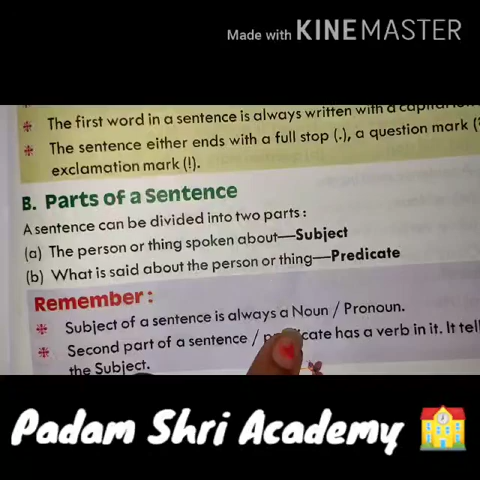 Made with KINEMASTER
The first word in a sentence is always written with a
The sentence either ends with a full stop (.), a question mark
exclamation mark (!).
B. Parts of a Sentence
A sentence can be divided into two parts :
(a) The person or thing spoken about—Subject
(b) What is said about the person or thing—Predicate
Remember :
Subject of a sentence is always a Noun / Pronoun.
Second part of a sentence / has a verb in it. It
the Subject.
Padam Shri Academy 🏫